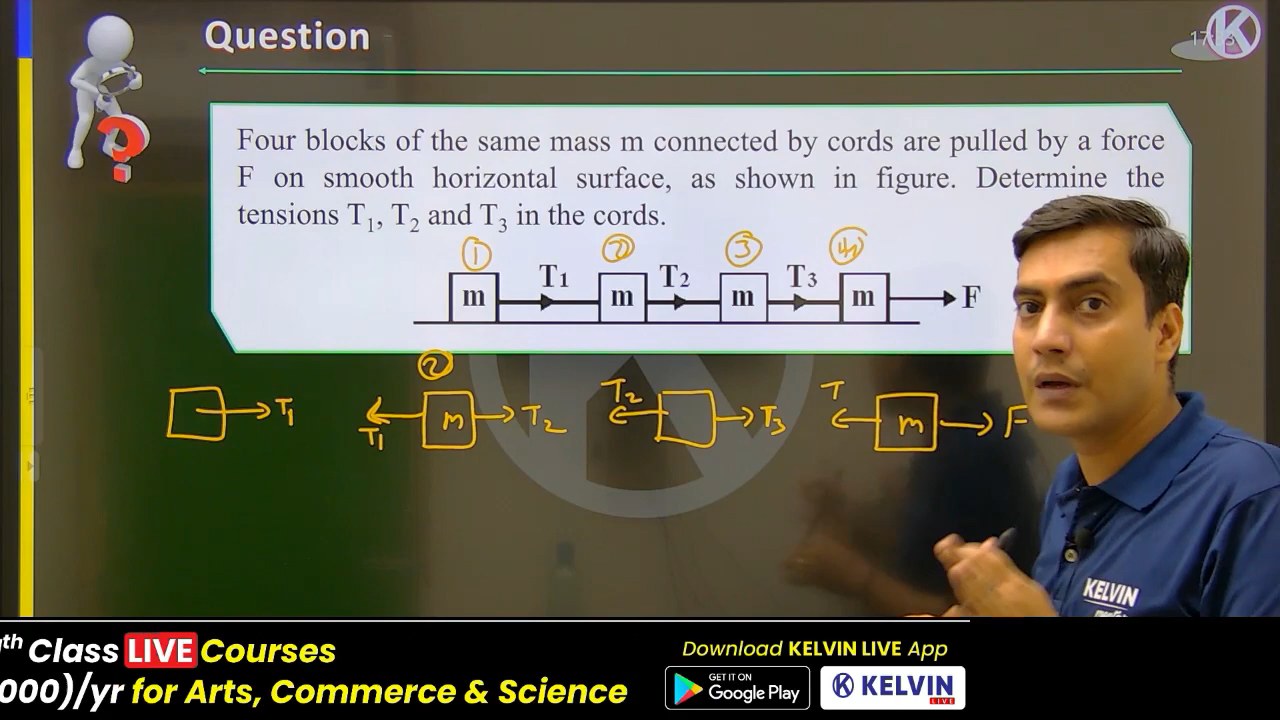 Question
17:33
K
Four blocks of the same mass m connected by cords are pulled by a force
F on smooth horizontal surface, as shown in figure. Determine the
tensions T₁, T₂ and T₃ in the cords.
① ② ③ ④
T₁ T₂ T₃
m m m m F
②
T₁ T₁ m T₂ T₂ T₃ T m F
KELVIN
th Class LIVE Courses
000)/yr for Arts, Commerce & Science
Download KELVIN LIVE App
GET IT ON
Google Play
K KELVIN
LIVE